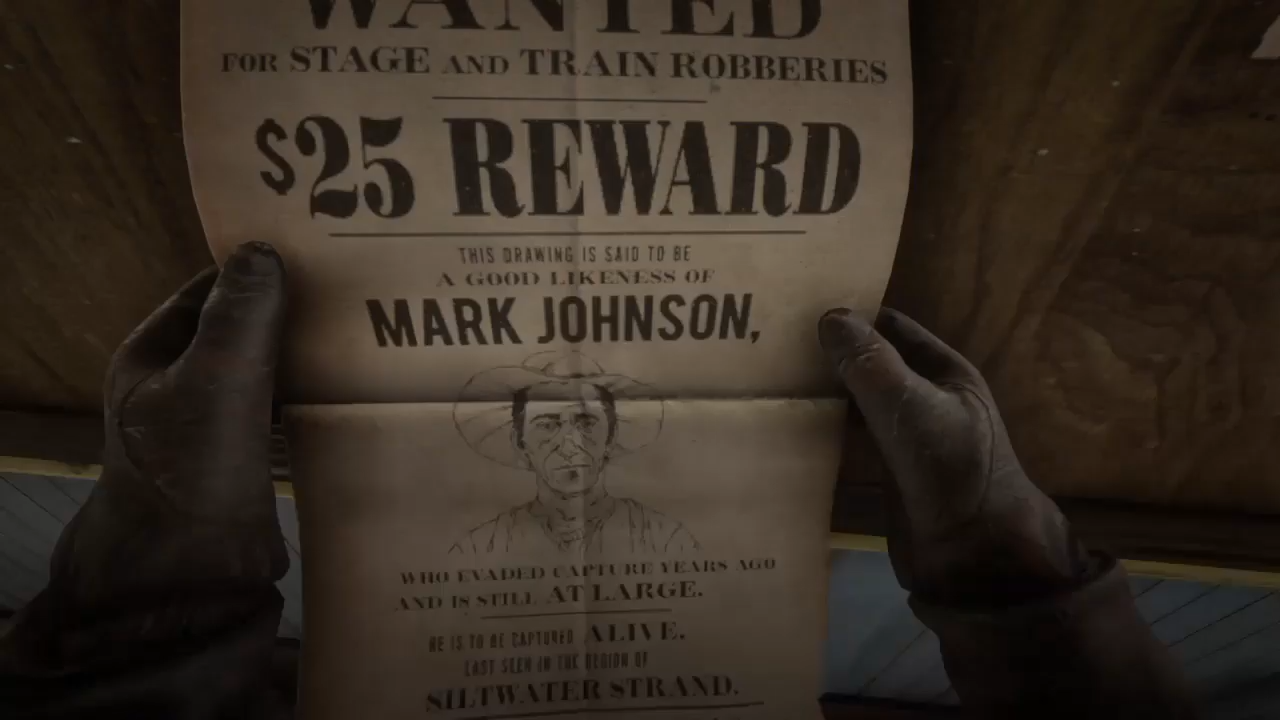 WANTED
FOR STAGE AND TRAIN ROBBERIES
$25 REWARD
THIS DRAWING IS SAID TO BE
A GOOD LIKENESS OF
MARK JOHNSON,
WHO EVADED CAPTURE YEARS AGO
AND IS STILL AT LARGE.
HE IS TO BE CAPTURED ALIVE.
LAST SEEN IN THE REGION OF
SILTWATER STRAND.